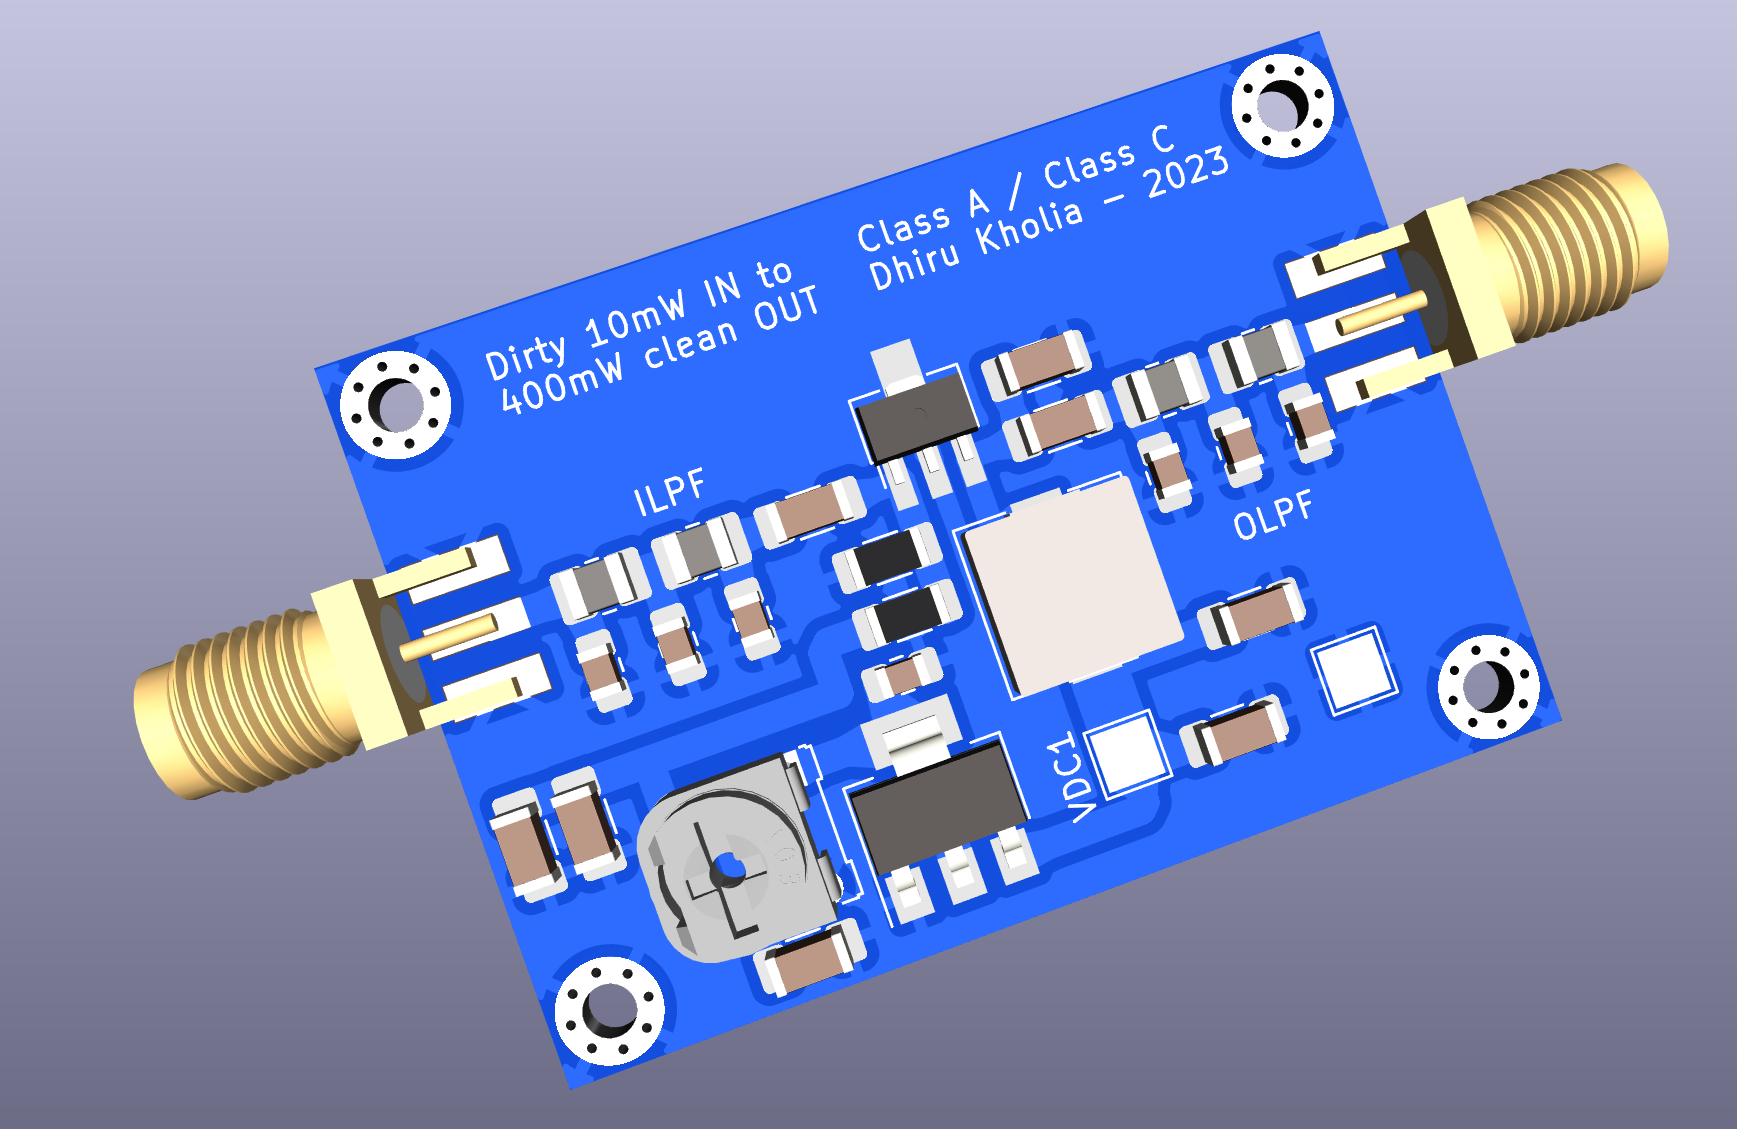 Dirty 10mW IN to
400mW clean OUT
Class A / Class C
Dhiru Kholia - 2023
ILPF
OLPF
VDC1